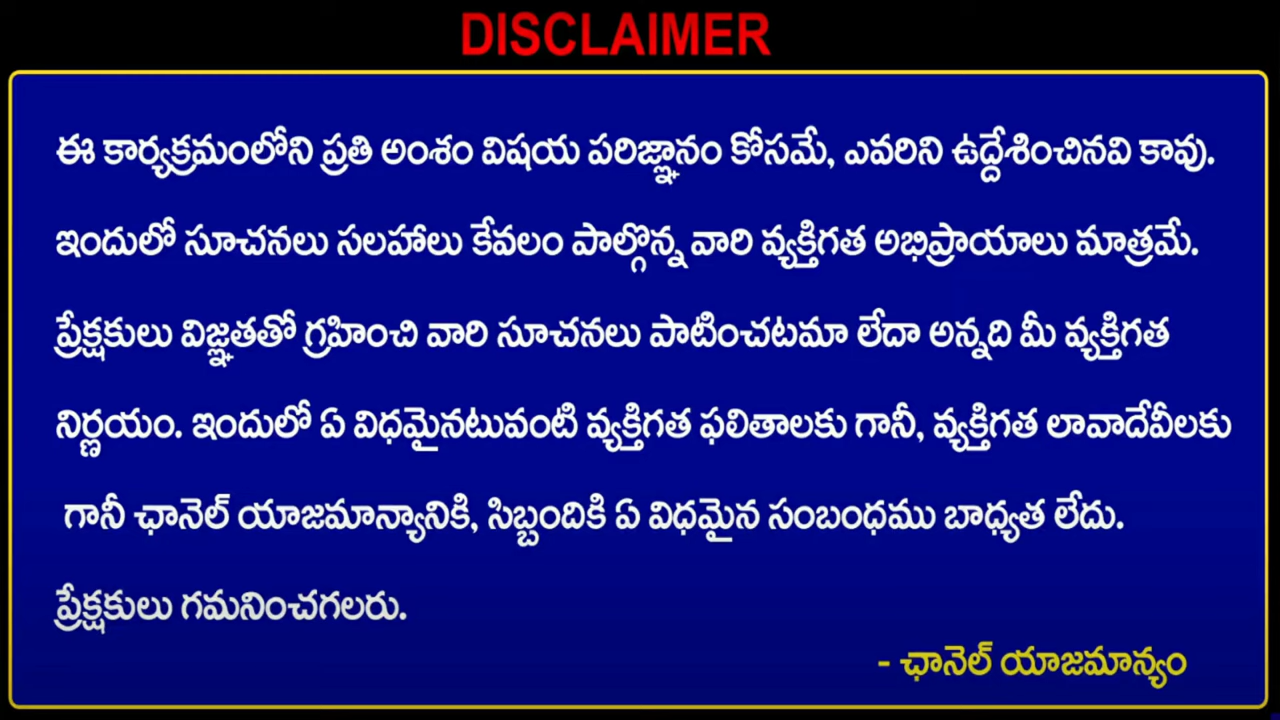 DISCLAIMER
ఈ కార్యక్రమంలోని ప్రతి అంశం విషయ పరిజ్ఞానం కోసమే, ఎవరిని ఉద్దేశించినవి కావు.
ఇందులో సూచనలు సలహాలు కేవలం పాల్గొన్న వారి వ్యక్తిగత అభిప్రాయాలు మాత్రమే.
ప్రేక్షకులు విజ్ఞతతో గ్రహించి వారి సూచనలు పాటించటమా లేదా అన్నది మీ వ్యక్తిగత
నిర్ణయం. ఇందులో ఏ విధమైనటువంటి వ్యక్తిగత ఫలితాలకు గానీ, వ్యక్తిగత లావాదేవీలకు
గానీ ఛానెల్ యాజమాన్యానికి, సిబ్బందికి ఏ విధమైన సంబంధము బాధ్యత లేదు.
ప్రేక్షకులు గమనించగలరు.
- ఛానెల్ యాజమాన్యం